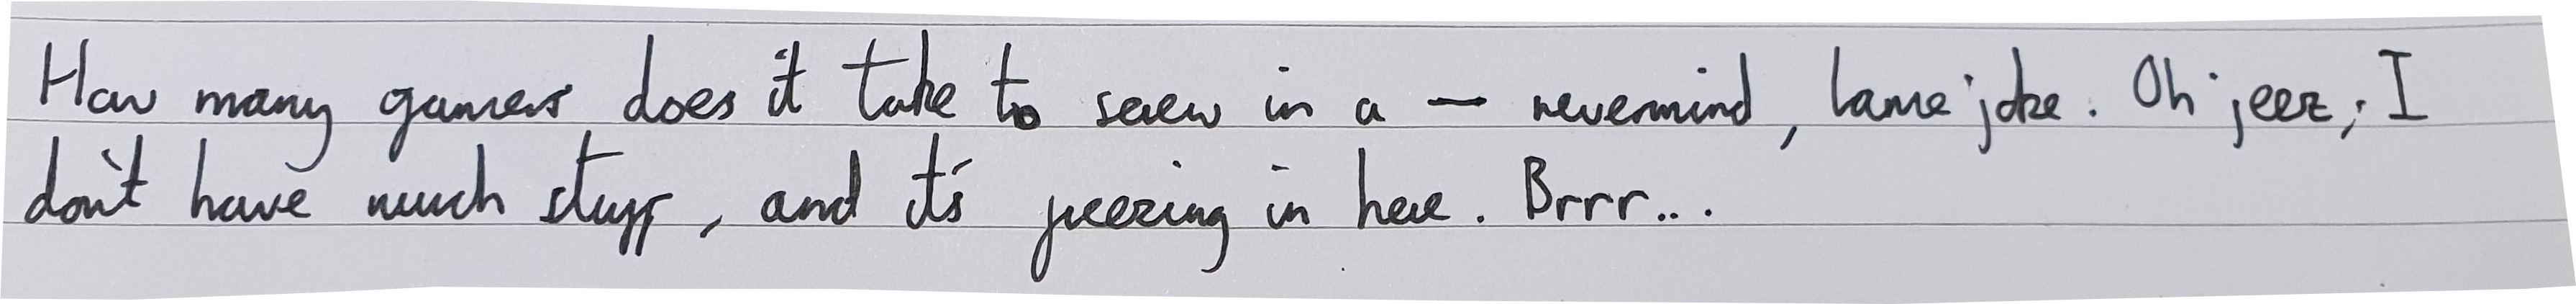 How many gamers does it take to screw in a — nevermind, lame joke. Oh jeez, I
don't have much stuff, and it's freezing in here. Brrr...